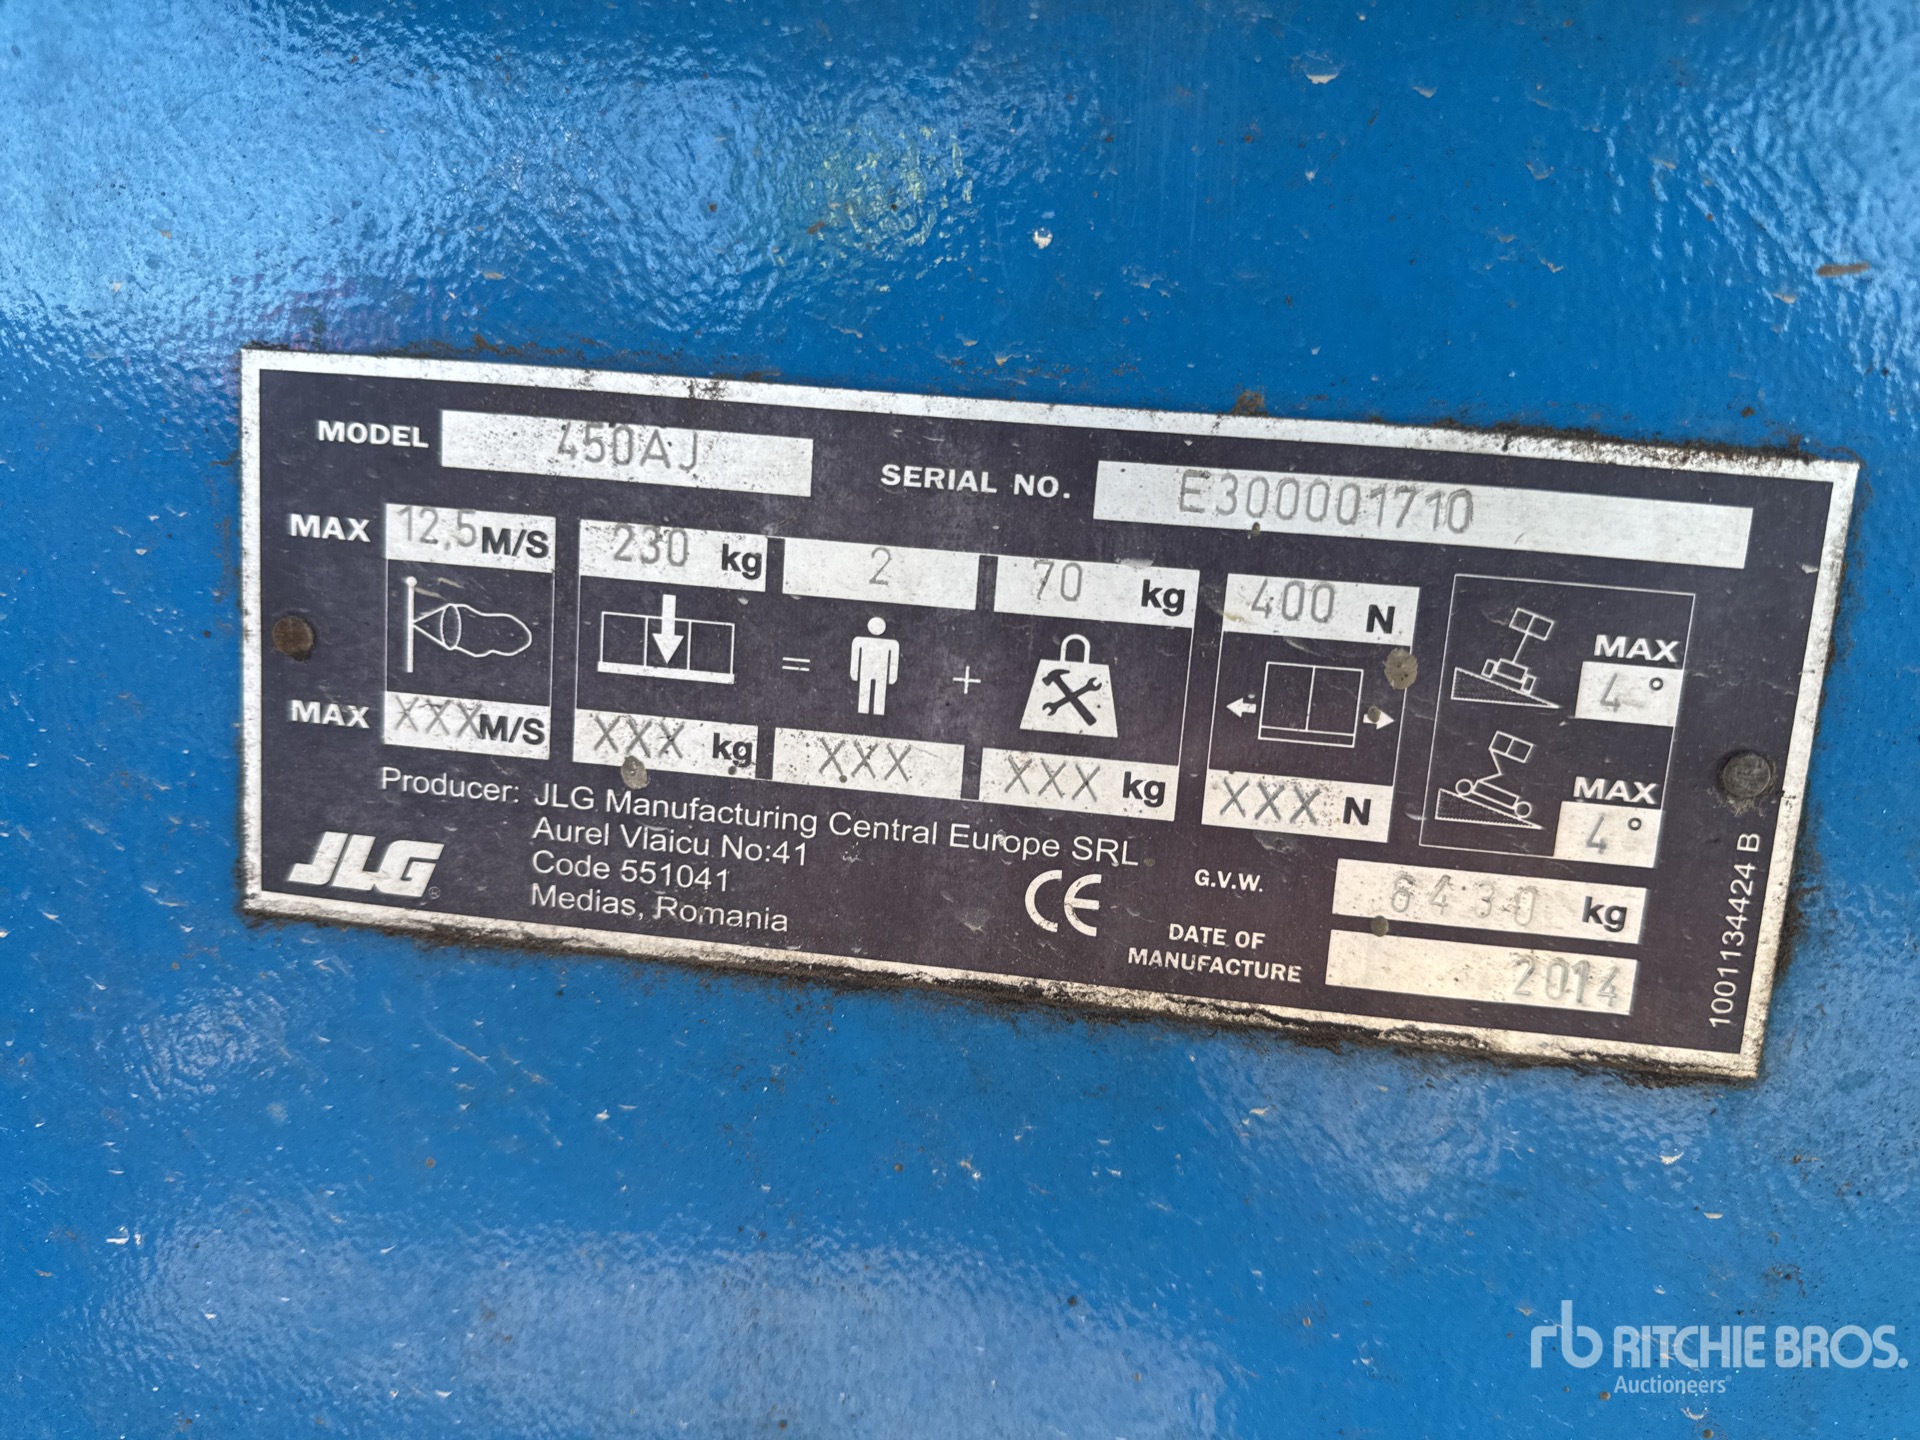 MODEL 450AJ SERIAL NO. E300001710
MAX 12,5 M/S 230 kg 2 70 kg 400 N
= +
MAX 4°
MAX XXX M/S XXX kg XXX XXX kg XXX N
MAX 4°
Producer: JLG Manufacturing Central Europe SRL
Aurel Vlaicu No:41
Code 551041
Medias, Romania
JLG®
CE
G.V.W. 6430 kg
DATE OF MANUFACTURE 2014
1001134424 B
rb RITCHIE BROS.
Auctioneers